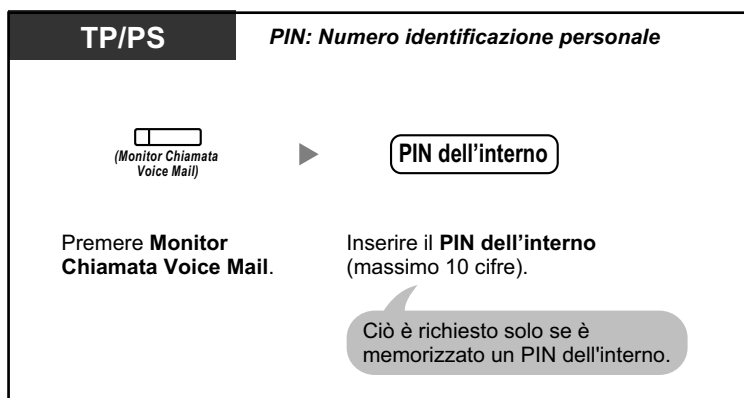 TP/PS
PIN: Numero identificazione personale
(Monitor Chiamata
Voice Mail)
PIN dell’interno
Premere Monitor
Chiamata Voice Mail.
Inserire il PIN dell’interno
(massimo 10 cifre).
Ciò è richiesto solo se è
memorizzato un PIN dell'interno.